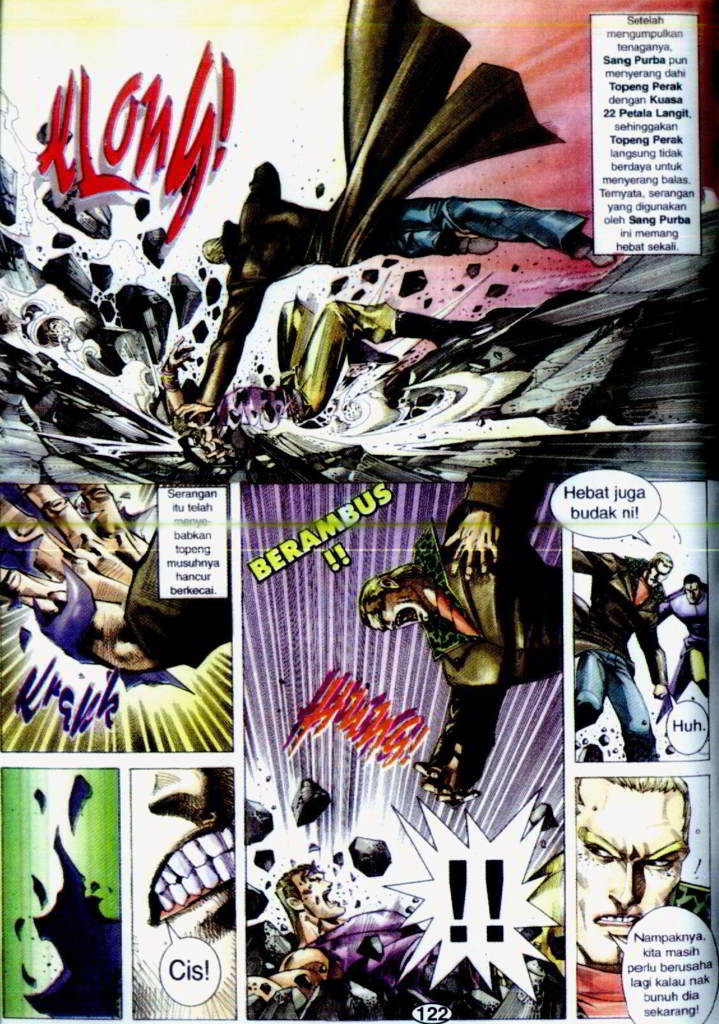 KLONG!
Setelah
mengumpulkan
tenaganya,
Sang Purba pun
menyerang dahi
Topeng Perak
dengan Kuasa
22 Petala Langit,
sehinggakan
Topeng Perak
langsung tidak
berdaya untuk
menyerang balas.
Ternyata, serangan
yang digunakan
oleh Sang Purba
ini memang
hebat sekali.
Serangan
itu telah
menye-
babkan
topeng
musuhnya
hancur
berkecai.
BERAMBUS
!!
Hebat juga
budak ni!
Huh.
Cis!
!!
Nampaknya,
kita masih
perlu berusaha
lagi kalau nak
bunuh dia
sekarang!
122